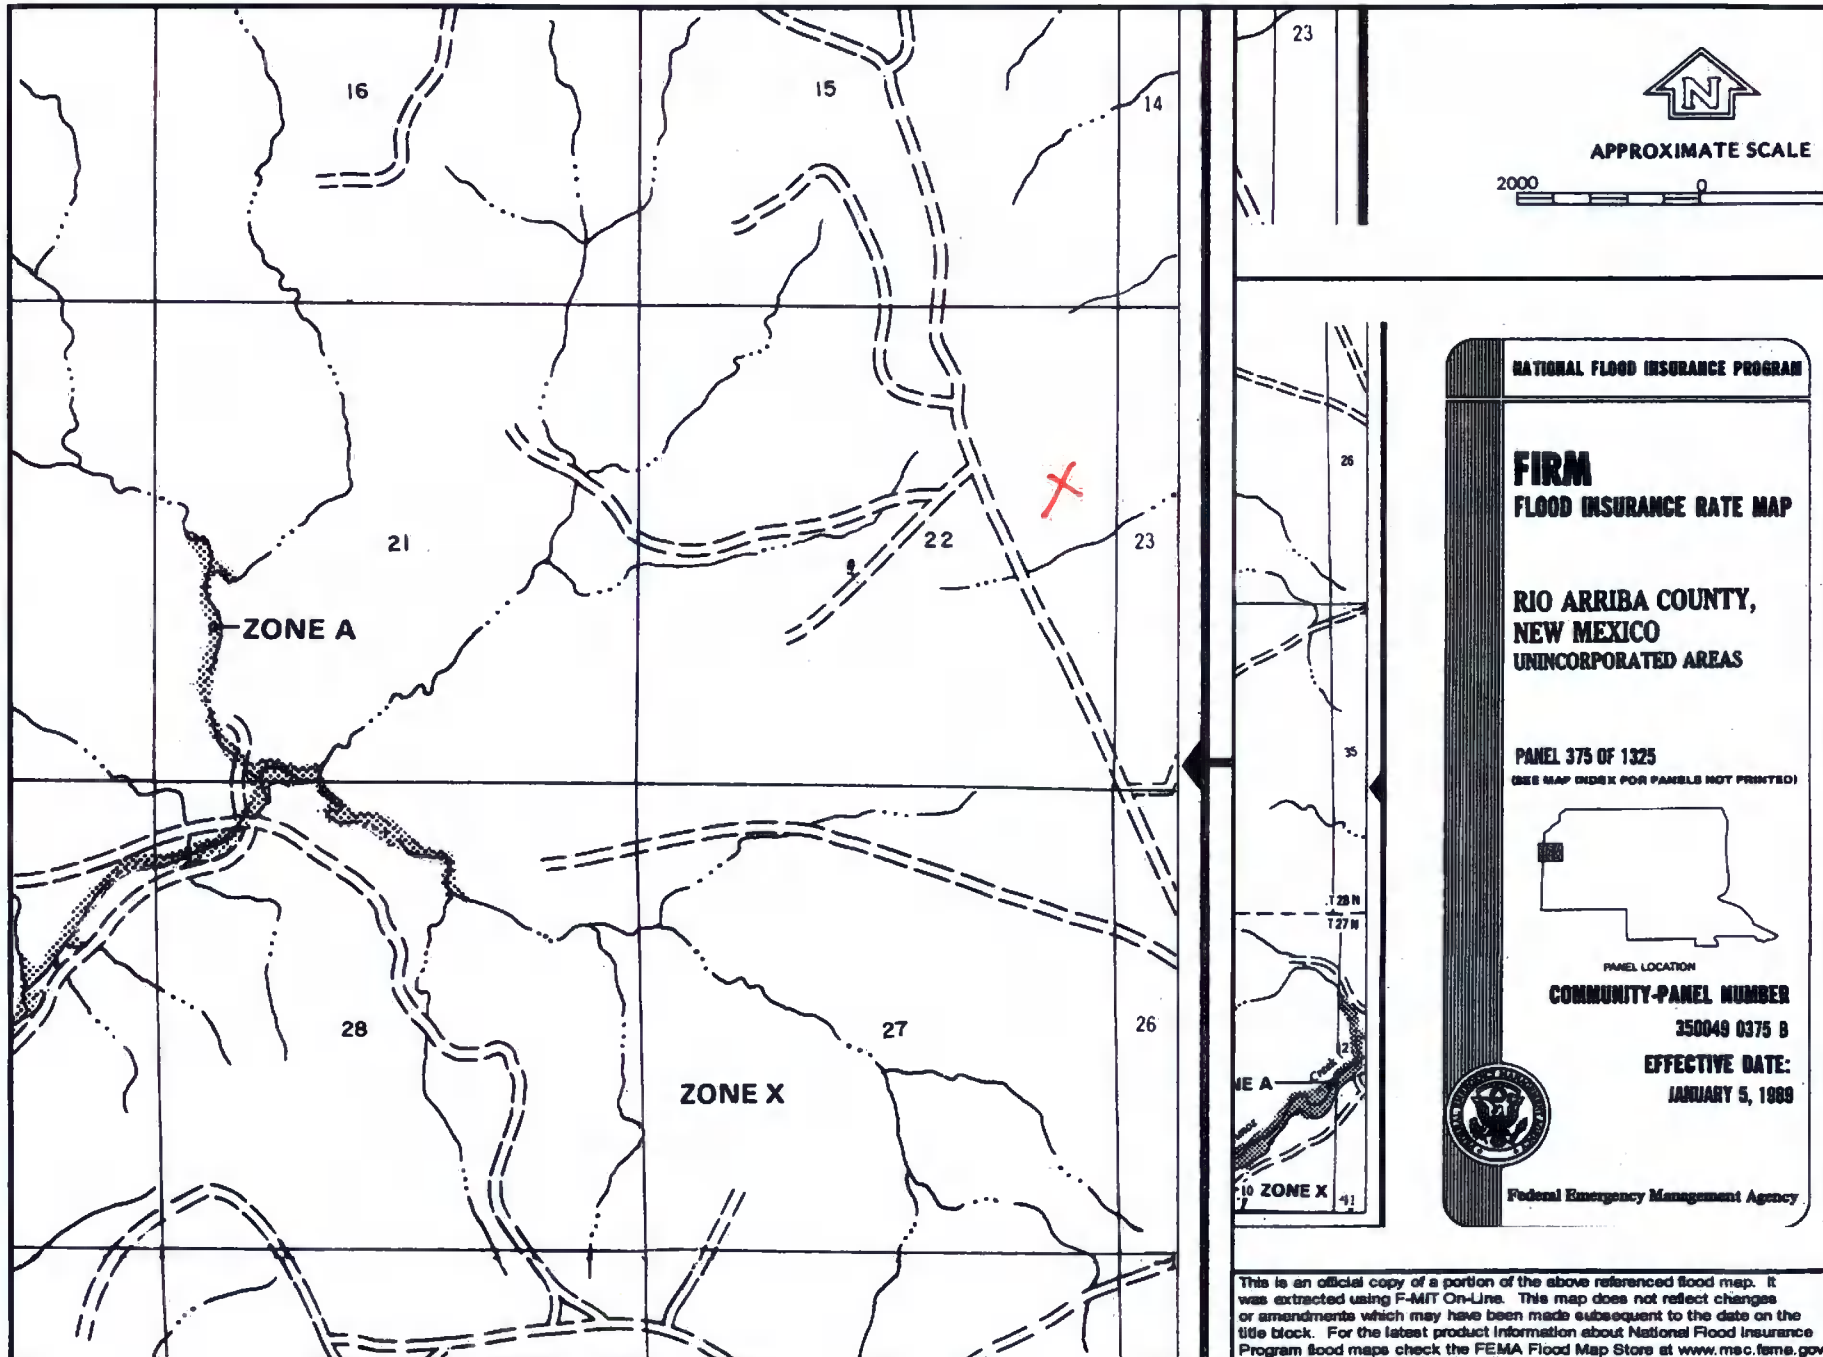 16
15
14
23
N
APPROXIMATE SCALE
2000 0
NATIONAL FLOOD INSURANCE PROGRAM
FIRM
FLOOD INSURANCE RATE MAP
RIO ARRIBA COUNTY,
NEW MEXICO
UNINCORPORATED AREAS
PANEL 375 OF 1325
(SEE MAP INDEX FOR PANELS NOT PRINTED)
PANEL LOCATION
COMMUNITY-PANEL NUMBER
350049 0375 B
EFFECTIVE DATE:
JANUARY 5, 1989
Federal Emergency Management Agency
21
22
23
ZONE A
28
27
26
ZONE X
26
35
T28N
T27N
NE A
Creek
10 ZONE X
This is an official copy of a portion of the above referenced flood map. It
was extracted using F-MIT On-Line. This map does not reflect changes
or amendments which may have been made subsequent to the date on the
title block. For the latest product information about National Flood Insurance
Program flood maps check the FEMA Flood Map Store at www.msc.fema.gov